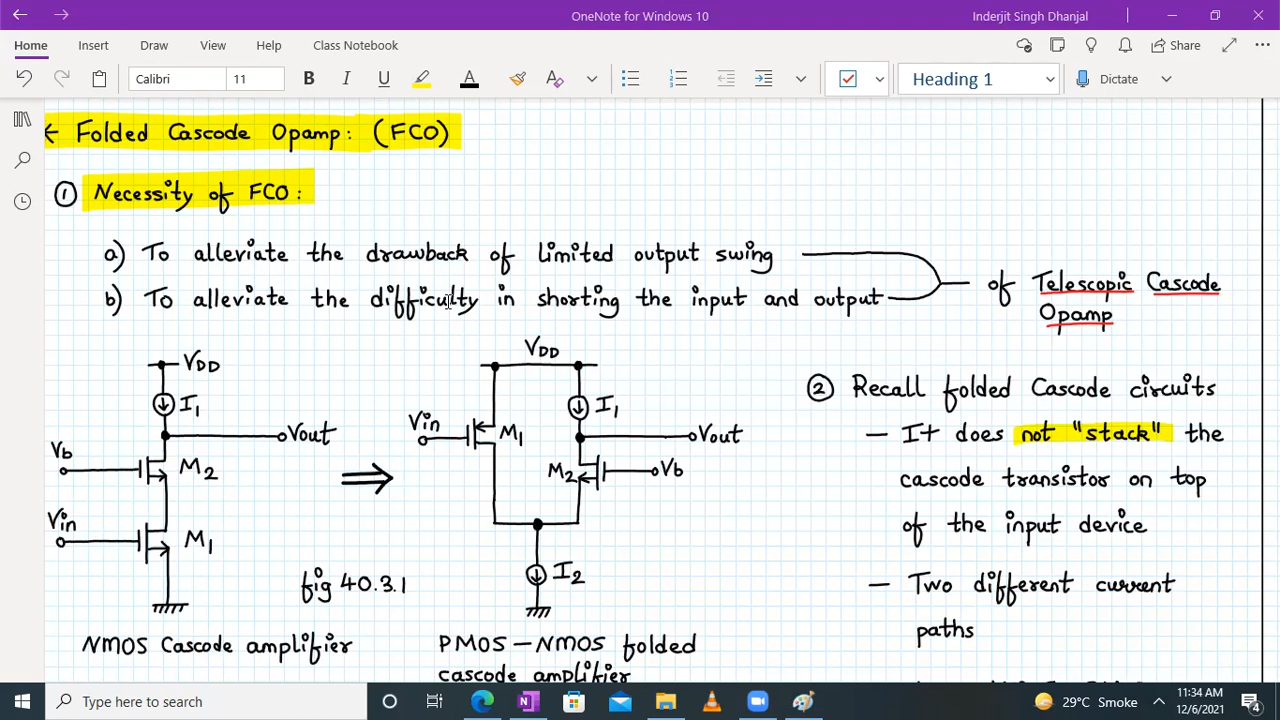 OneNote for Windows 10
Inderjit Singh Dhanjal
Home Insert Draw View Help Class Notebook
Share
Calibri 11 B I U A Heading 1 Dictate
← Folded Cascode Opamp: (FCO)
① Necessity of FCO:
a) To alleviate the drawback of limited output swing
b) To alleviate the difficulty in shorting the input and output
of Telescopic Cascode
Opamp
VDD
I1
Vout
Vb
M2
Vin
M1
NMOS Cascode amplifier
fig 40.3.1
VDD
Vin
M1
I1
Vout
M2
Vb
I2
PMOS – NMOS folded
cascode amplifier
② Recall folded Cascode circuits
– It does not "stack" the
cascode transistor on top
of the input device
– Two different current
paths
Type here to search
29°C Smoke
11:34 AM
12/6/2021
4